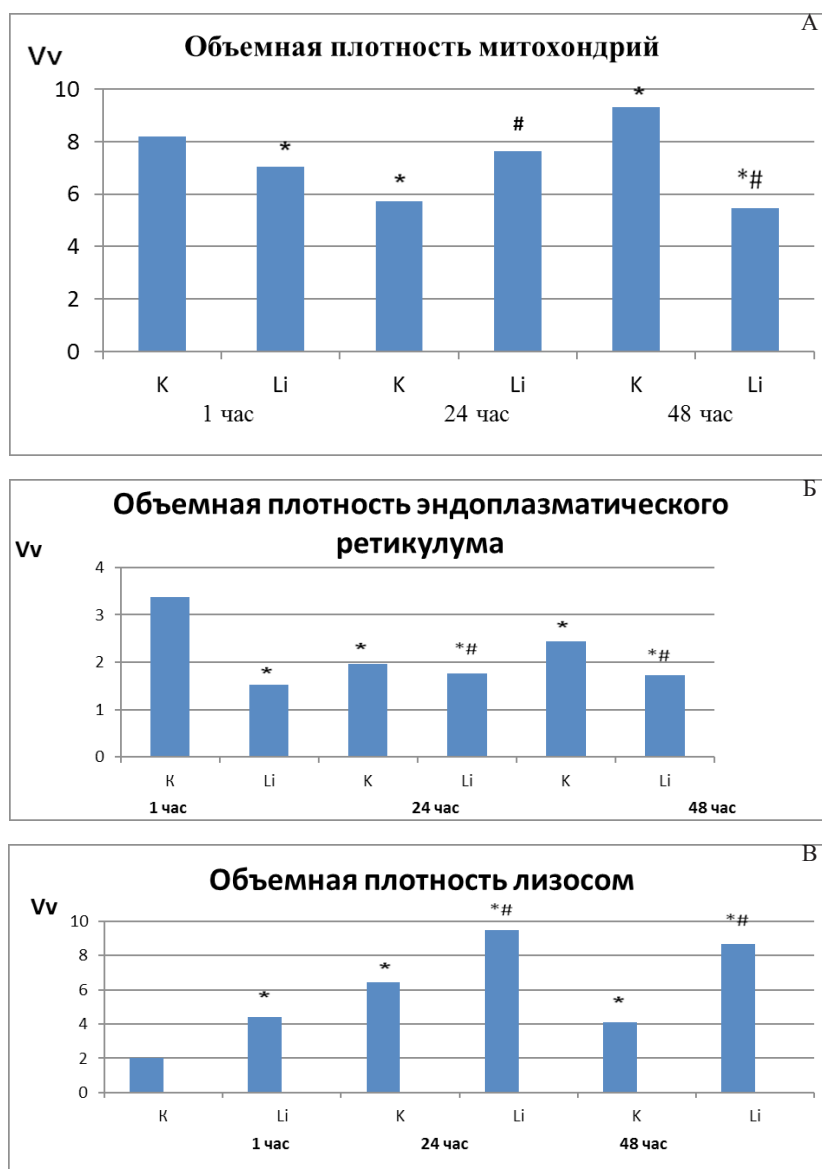 А
Объемная плотность митохондрий
Vv
10
8
6
4
2
0
*
*
#
*
*#
K Li K Li K Li
1 час 24 час 48 час
Б
Объемная плотность эндоплазматического
ретикулума
Vv
4
3
2
1
0
*
*
*#
*
*#
К Li K Li K Li
1 час 24 час 48 час
В
Объемная плотность лизосом
Vv
10
8
6
4
2
0
*
*
*#
*
*#
К Li K Li K Li
1 час 24 час 48 час